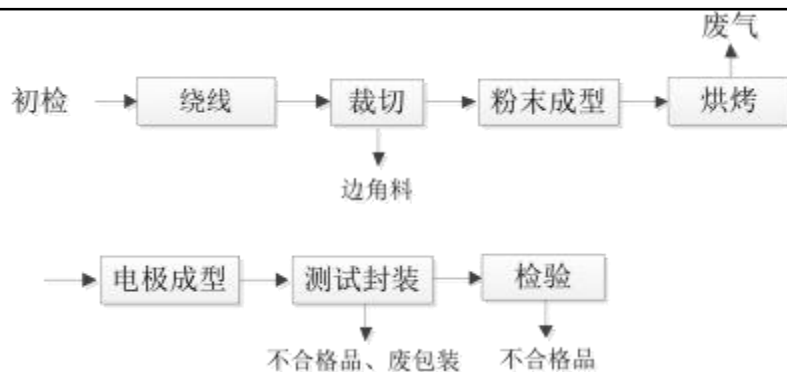 废气
初检 绕线 裁切 粉末成型 烘烤
边角料
电极成型 测试封装 检验
不合格品、废包装 不合格品